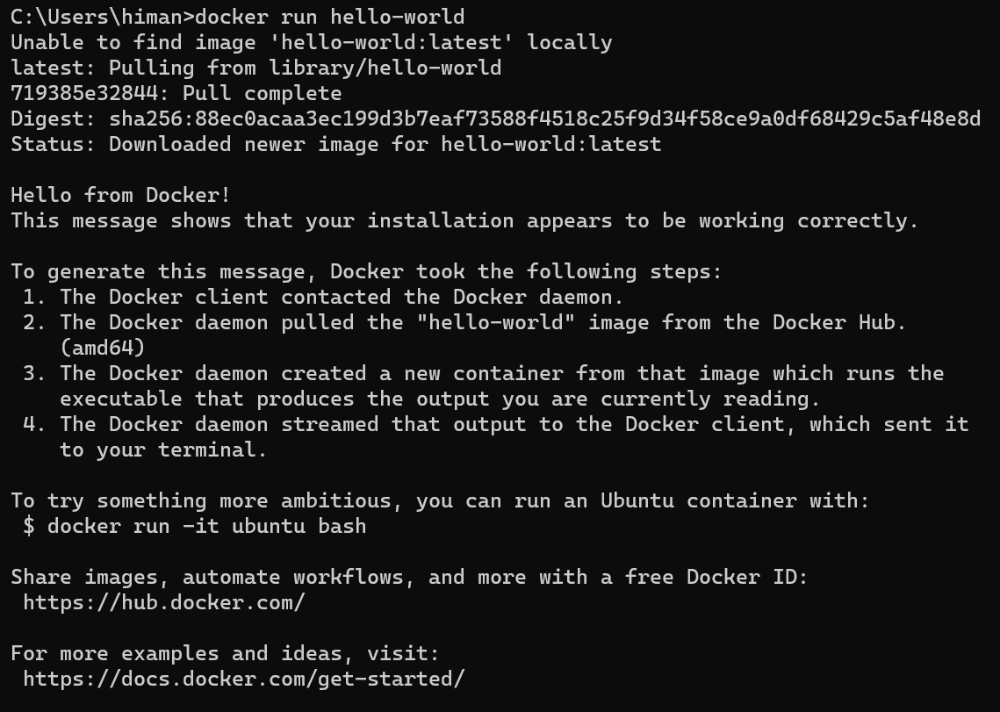 C:\Users\himan>docker run hello-world
Unable to find image 'hello-world:latest' locally
latest: Pulling from library/hello-world
719385e32844: Pull complete
Digest: sha256:88ec0acaa3ec199d3b7eaf73588f4518c25f9d34f58ce9a0df68429c5af48e8d
Status: Downloaded newer image for hello-world:latest

Hello from Docker!
This message shows that your installation appears to be working correctly.

To generate this message, Docker took the following steps:
 1. The Docker client contacted the Docker daemon.
 2. The Docker daemon pulled the "hello-world" image from the Docker Hub.
    (amd64)
 3. The Docker daemon created a new container from that image which runs the
    executable that produces the output you are currently reading.
 4. The Docker daemon streamed that output to the Docker client, which sent it
    to your terminal.

To try something more ambitious, you can run an Ubuntu container with:
 $ docker run -it ubuntu bash

Share images, automate workflows, and more with a free Docker ID:
 https://hub.docker.com/

For more examples and ideas, visit:
 https://docs.docker.com/get-started/